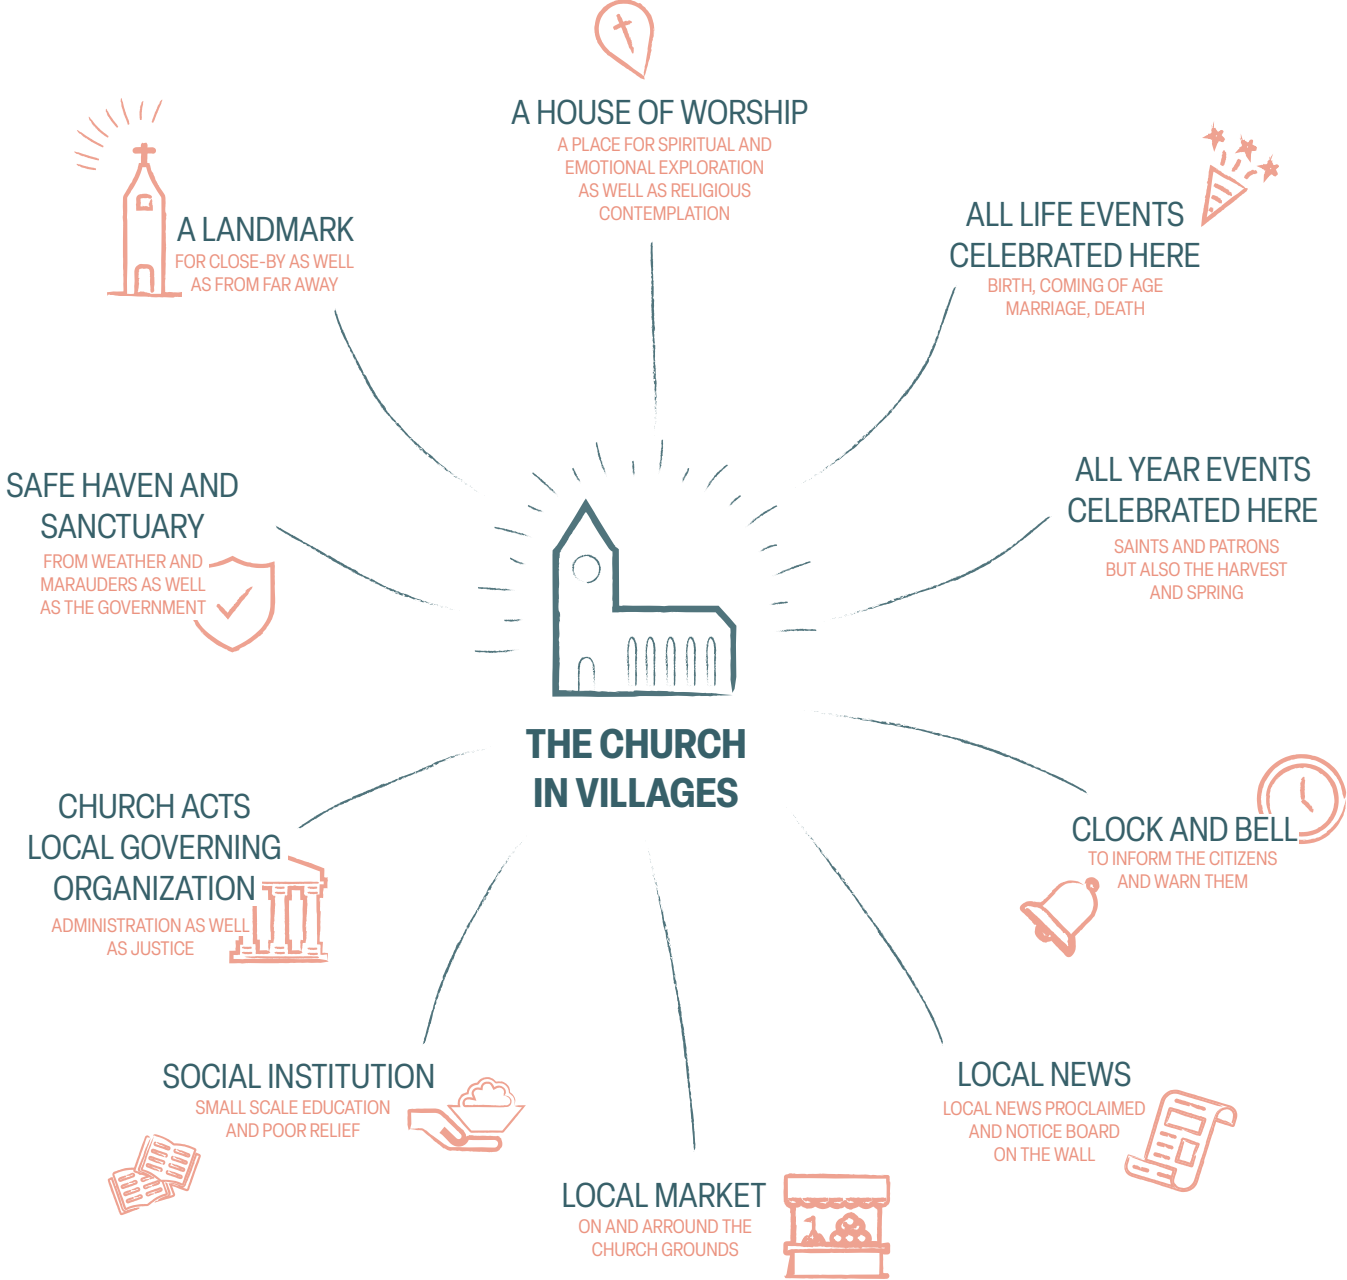 A HOUSE OF WORSHIP
A PLACE FOR SPIRITUAL AND
EMOTIONAL EXPLORATION
AS WELL AS RELIGIOUS
CONTEMPLATION
A LANDMARK
FOR CLOSE-BY AS WELL
AS FROM FAR AWAY
ALL LIFE EVENTS
CELEBRATED HERE
BIRTH, COMING OF AGE
MARRIAGE, DEATH
SAFE HAVEN AND
SANCTUARY
FROM WEATHER AND
MARAUDERS AS WELL
AS THE GOVERNMENT
ALL YEAR EVENTS
CELEBRATED HERE
SAINTS AND PATRONS
BUT ALSO THE HARVEST
AND SPRING
THE CHURCH
IN VILLAGES
CHURCH ACTS
LOCAL GOVERNING
ORGANIZATION
ADMINISTRATION AS WELL
AS JUSTICE
CLOCK AND BELL
TO INFORM THE CITIZENS
AND WARN THEM
SOCIAL INSTITUTION
SMALL SCALE EDUCATION
AND POOR RELIEF
LOCAL NEWS
LOCAL NEWS PROCLAIMED
AND NOTICE BOARD
ON THE WALL
LOCAL MARKET
ON AND ARROUND THE
CHURCH GROUNDS